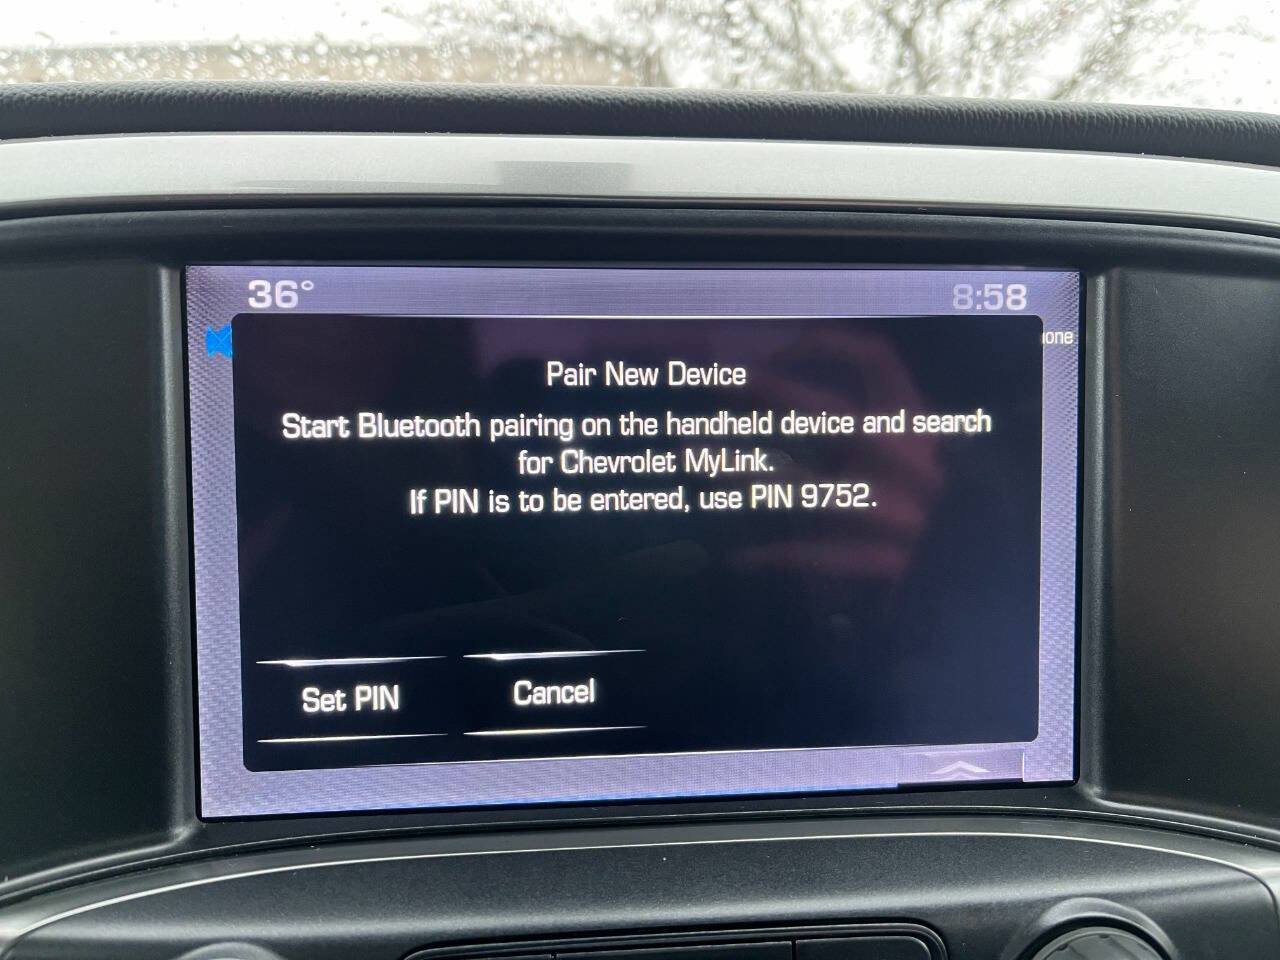 36° 8:58
one
Pair New Device
Start Bluetooth pairing on the handheld device and search
for Chevrolet MyLink.
If PIN is to be entered, use PIN 9752.
Set PIN Cancel